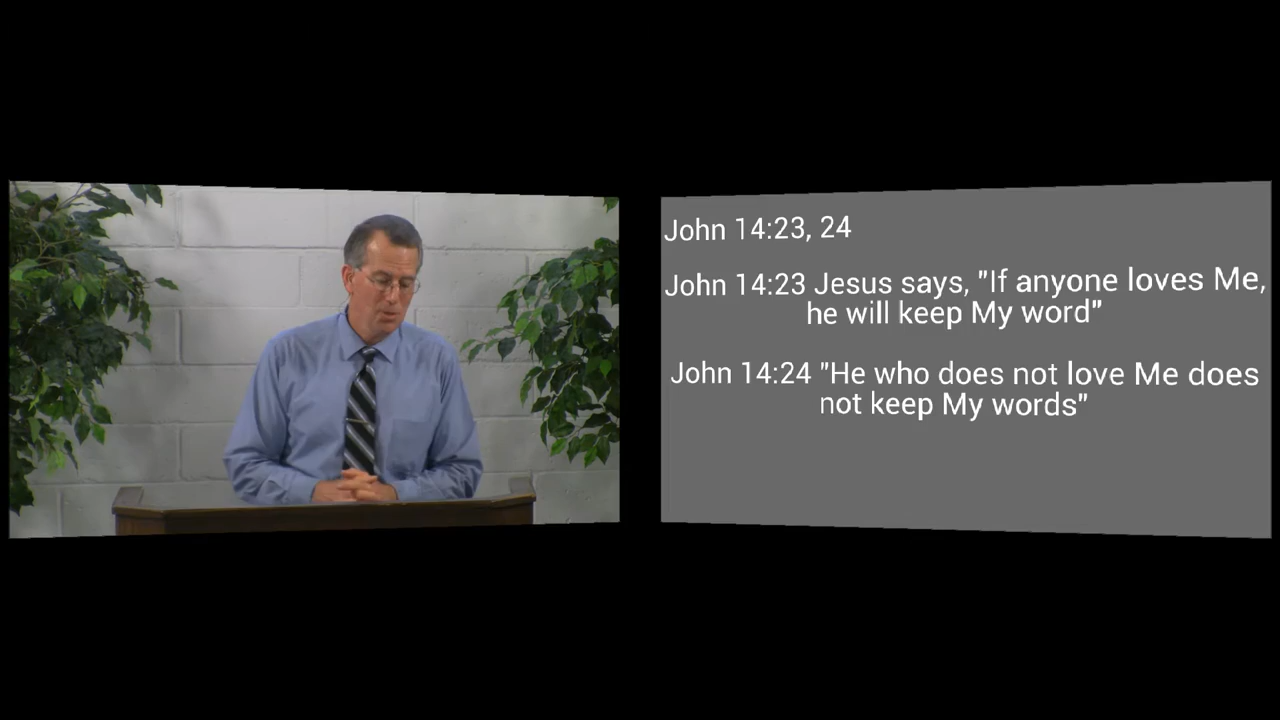 John 14:23, 24
John 14:23 Jesus says, "If anyone loves Me,
he will keep My word"
John 14:24 "He who does not love Me does
not keep My words"